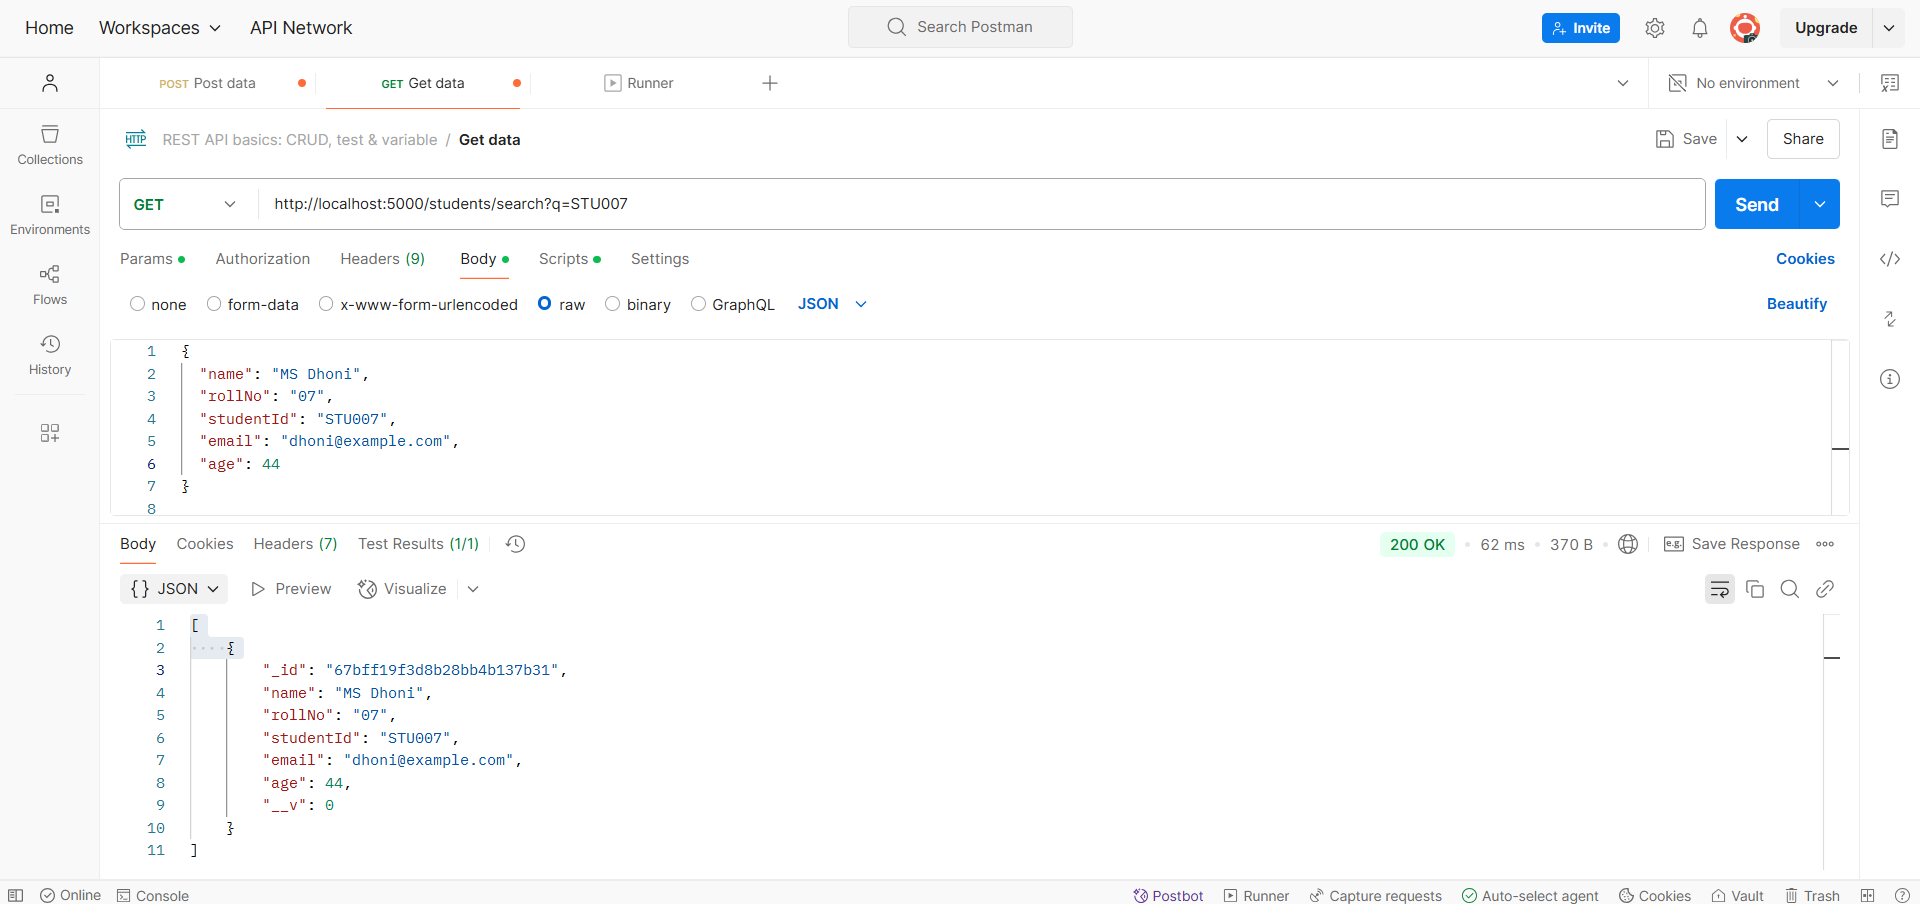 Home Workspaces API Network Search Postman Invite Upgrade
POST Post data GET Get data Runner No environment
HTTP REST API basics: CRUD, test & variable / Get data Save Share
GET http://localhost:5000/students/search?q=STU007 Send
Params Authorization Headers (9) Body Scripts Settings Cookies
none form-data x-www-form-urlencoded raw binary GraphQL JSON Beautify
Collections
Environments
Flows
History
1 {
2 "name": "MS Dhoni",
3 "rollNo": "07",
4 "studentId": "STU007",
5 "email": "dhoni@example.com",
6 "age": 44
7 }
8
Body Cookies Headers (7) Test Results (1/1) 200 OK 62 ms 370 B e.g. Save Response
{} JSON Preview Visualize
1 [
2 {
3 "_id": "67bff19f3d8b28bb4b137b31",
4 "name": "MS Dhoni",
5 "rollNo": "07",
6 "studentId": "STU007",
7 "email": "dhoni@example.com",
8 "age": 44,
9 "__v": 0
10 }
11 ]
Online Console Postbot Runner Capture requests Auto-select agent Cookies Vault Trash